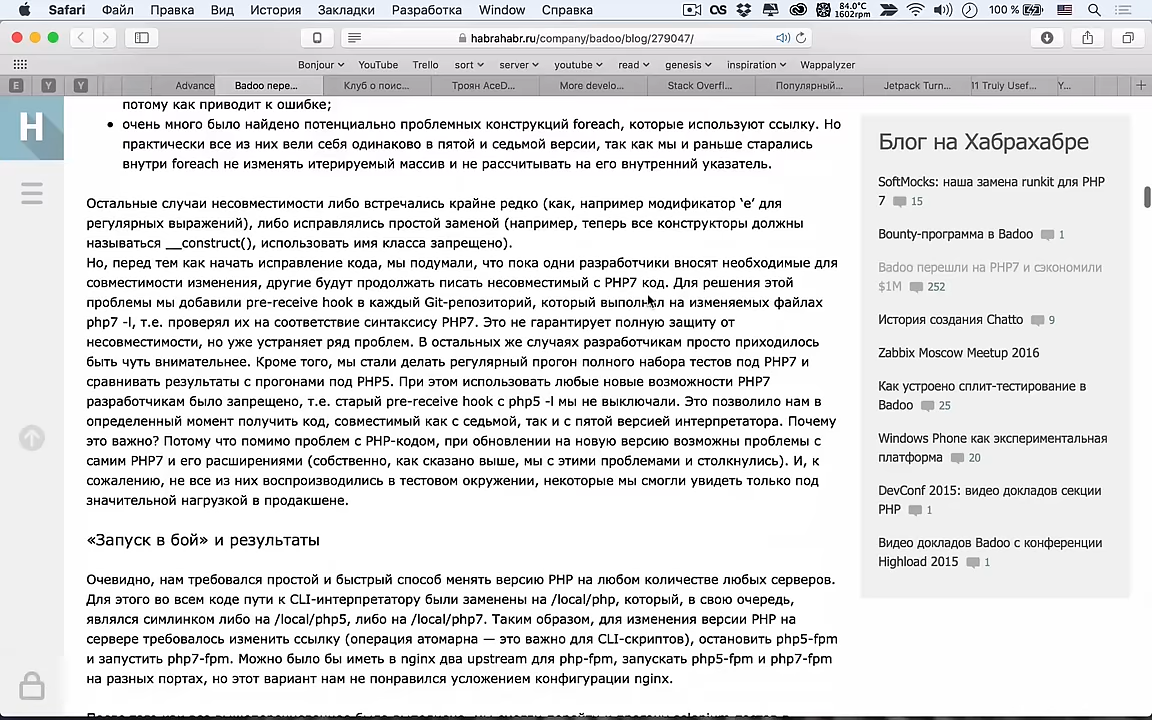 Safari Файл Правка Вид История Закладки Разработка Window Справка
84.0°C
1602rpm
100 %
habrahabr.ru/company/badoo/blog/279047/
Bonjour YouTube Trello sort server youtube read genesis inspiration Wappalyzer
E Y Y Advance Badoo пере... Клуб о поис... Троян AceD... More develo... Stack Overfl... Популярный... Jetpack Turn... 11 Truly Usef... Y...
H
потому как приводит к ошибке;
• очень много было найдено потенциально проблемных конструкций foreach, которые используют ссылку. Но
практически все из них вели себя одинаково в пятой и седьмой версии, так как мы и раньше старались
внутри foreach не изменять итерируемый массив и не рассчитывать на его внутренний указатель.
Остальные случаи несовместимости либо встречались крайне редко (как, например модификатор ‘e’ для
регулярных выражений), либо исправлялись простой заменой (например, теперь все конструкторы должны
называться __construct(), использовать имя класса запрещено).
Но, перед тем как начать исправление кода, мы подумали, что пока одни разработчики вносят необходимые для
совместимости изменения, другие будут продолжать писать несовместимый с PHP7 код. Для решения этой
проблемы мы добавили pre-receive hook в каждый Git-репозиторий, который выполнял на изменяемых файлах
php7 -l, т.е. проверял их на соответствие синтаксису PHP7. Это не гарантирует полную защиту от
несовместимости, но уже устраняет ряд проблем. В остальных же случаях разработчикам просто приходилось
быть чуть внимательнее. Кроме того, мы стали делать регулярный прогон полного набора тестов под PHP7 и
сравнивать результаты с прогонами под PHP5. При этом использовать любые новые возможности PHP7
разработчикам было запрещено, т.е. старый pre-receive hook с php5 -l мы не выключали. Это позволило нам в
определенный момент получить код, совместимый как с седьмой, так и с пятой версией интерпретатора. Почему
это важно? Потому что помимо проблем с PHP-кодом, при обновлении на новую версию возможны проблемы с
самим PHP7 и его расширениями (собственно, как сказано выше, мы с этими проблемами и столкнулись). И, к
сожалению, не все из них воспроизводились в тестовом окружении, некоторые мы смогли увидеть только под
значительной нагрузкой в продакшене.
«Запуск в бой» и результаты
Очевидно, нам требовался простой и быстрый способ менять версию PHP на любом количестве любых серверов.
Для этого во всем коде пути к CLI-интерпретатору были заменены на /local/php, который, в свою очередь,
являлся симлинком либо на /local/php5, либо на /local/php7. Таким образом, для изменения версии PHP на
сервере требовалось изменить ссылку (операция атомарна — это важно для CLI-скриптов), остановить php5-fpm
и запустить php7-fpm. Можно было бы иметь в nginx два upstream для php-fpm, запускать php5-fpm и php7-fpm
на разных портах, но этот вариант нам не понравился усложнением конфигурации nginx.
Блог на Хабрахабре
SoftMocks: наша замена runkit для PHP
7 15
Bounty-программа в Badoo 1
Badoo перешли на PHP7 и сэкономили
$1M 252
История создания Chatto 9
Zabbix Moscow Meetup 2016
Как устроено сплит-тестирование в
Badoo 25
Windows Phone как экспериментальная
платформа 20
DevConf 2015: видео докладов секции
PHP 1
Видео докладов Badoo с конференции
Highload 2015 1